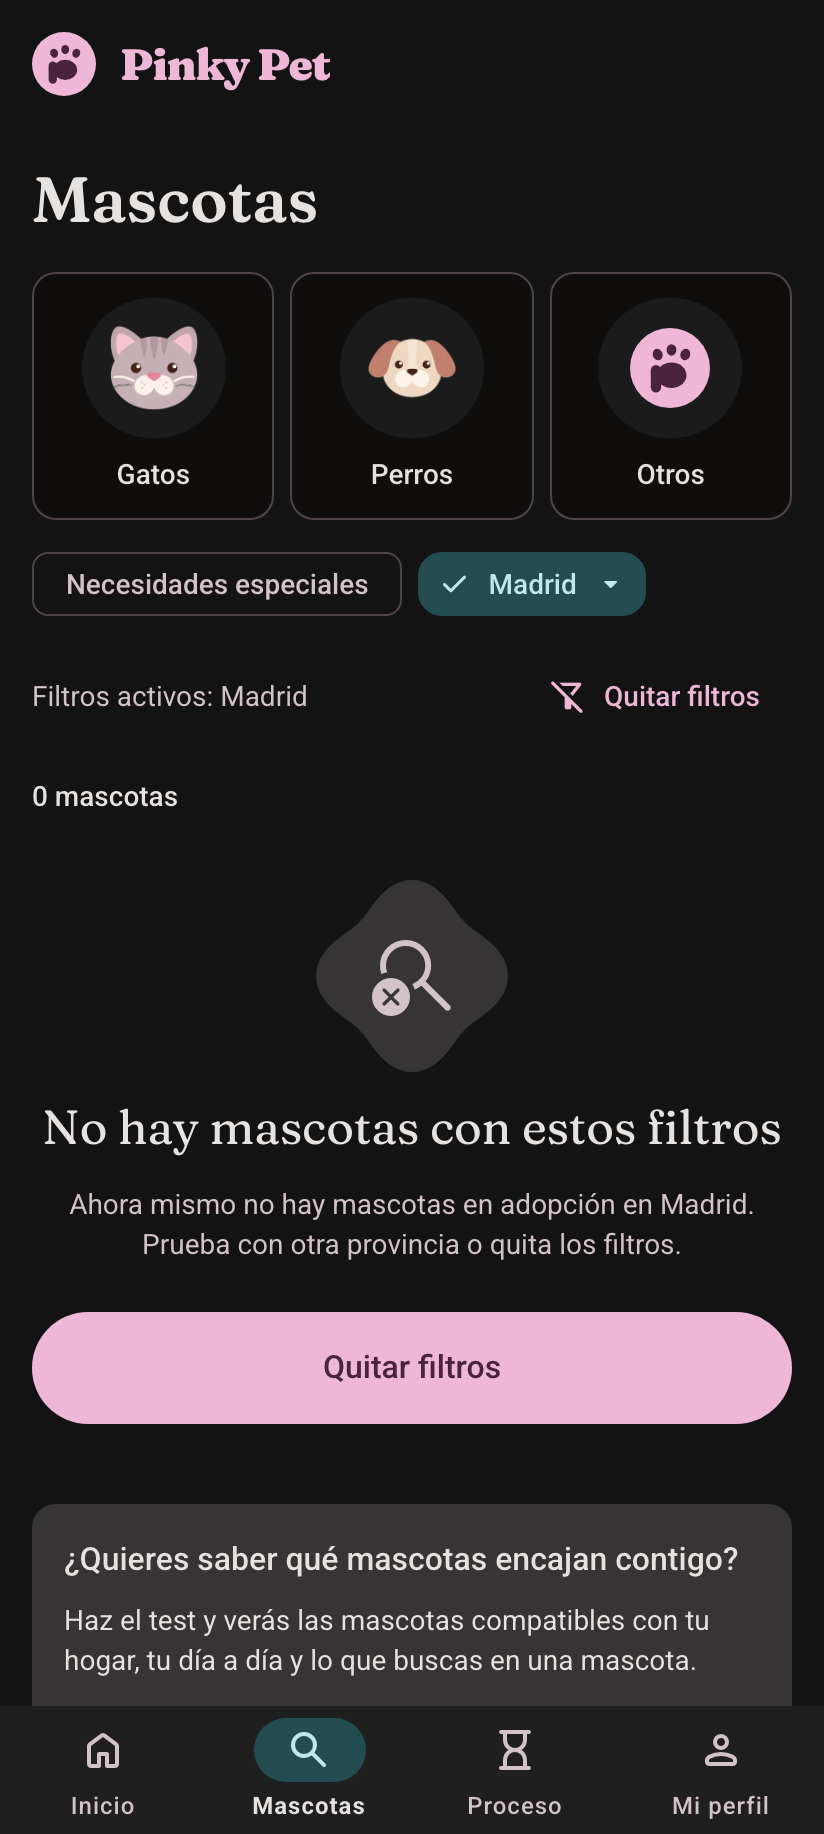 Pinky Pet
Mascotas
Gatos
Perros
Otros
Necesidades especiales
Madrid
Filtros activos: Madrid
Quitar filtros
0 mascotas
No hay mascotas con estos filtros
Ahora mismo no hay mascotas en adopción en Madrid.
Prueba con otra provincia o quita los filtros.
Quitar filtros
¿Quieres saber qué mascotas encajan contigo?
Haz el test y verás las mascotas compatibles con tu
hogar, tu día a día y lo que buscas en una mascota.
Inicio
Mascotas
Proceso
Mi perfil